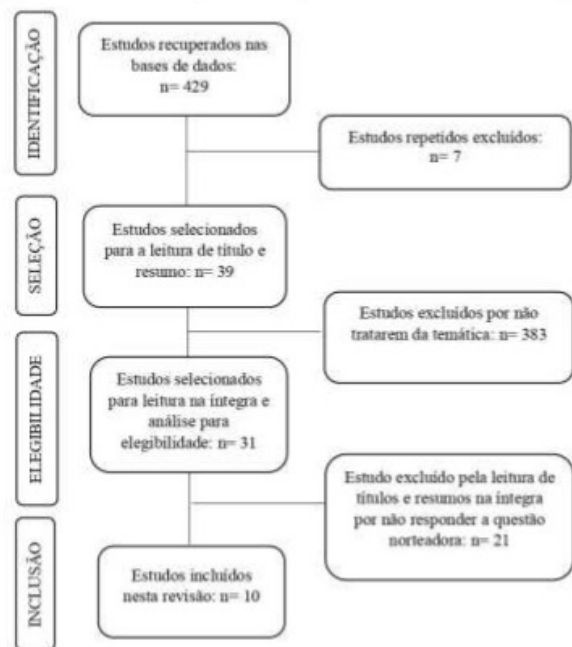 IDENTIFICAÇÃO
Estudos recuperados nas
bases de dados:
n= 429
Estudos repetidos excluídos:
n= 7
SELEÇÃO
Estudos selecionados
para a leitura de título e
resumo: n= 39
Estudos excluídos por não
tratarem da temática: n= 383
ELEGIBILIDADE
Estudos selecionados
para leitura na íntegra e
análise para
elegibilidade: n= 31
Estudo excluído pela leitura de
títulos e resumos na íntegra
por não responder a questão
norteadora: n= 21
INCLUSÃO
Estudos incluídos
nesta revisão: n= 10